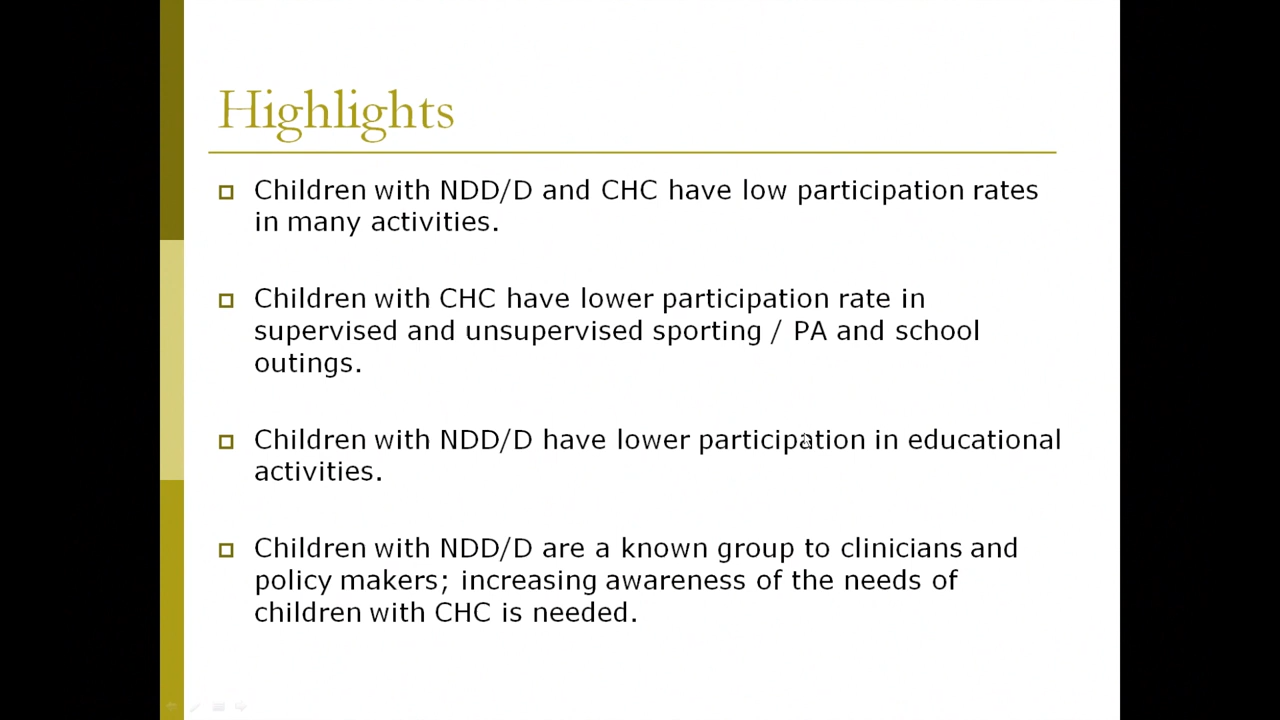 Highlights
Children with NDD/D and CHC have low participation rates
in many activities.
Children with CHC have lower participation rate in
supervised and unsupervised sporting / PA and school
outings.
Children with NDD/D have lower participation in educational
activities.
Children with NDD/D are a known group to clinicians and
policy makers; increasing awareness of the needs of
children with CHC is needed.